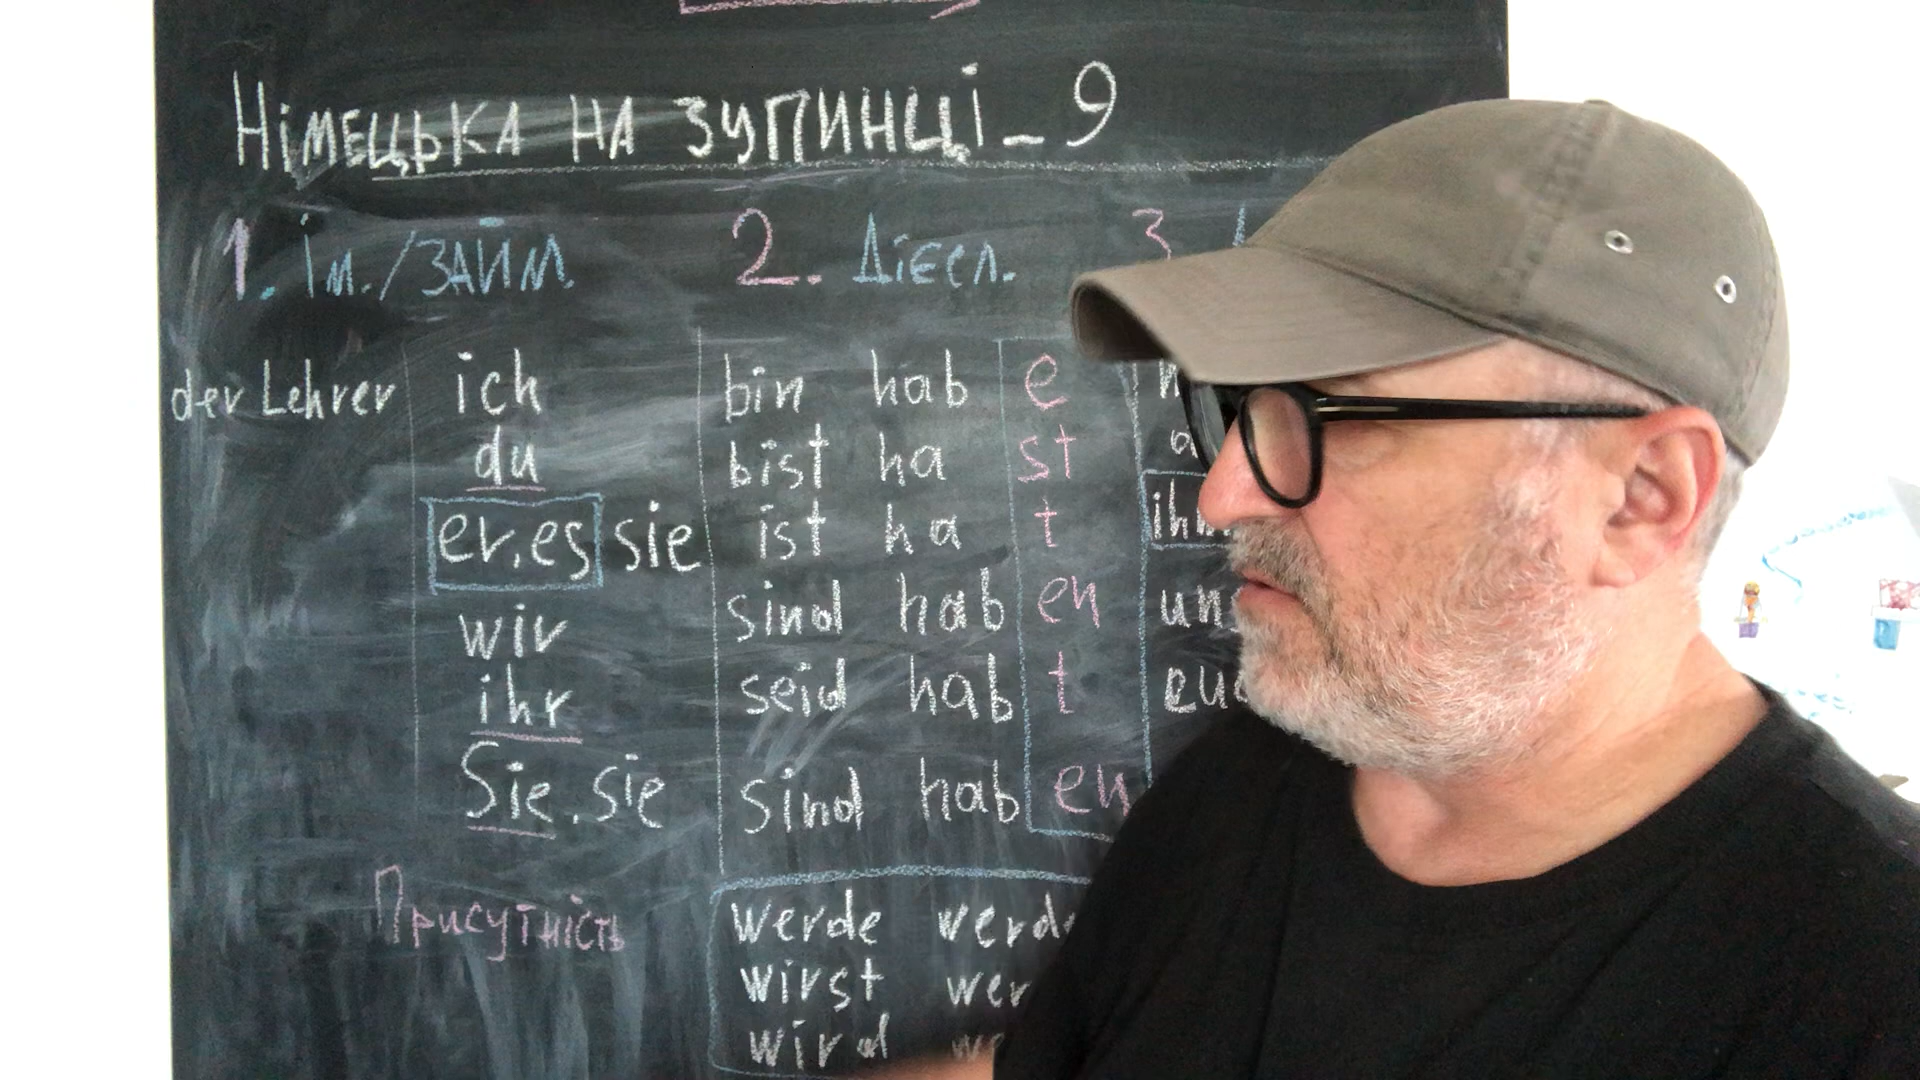 Німецька на зупинці_9
1. Ім./займ. 2. Дієсл. 3
der Lehrer ich bin hab e
du bist ha st
er, es sie ist ha t
wir sind hab en
ihr seid hab t
Sie, sie sind hab en
Присутність
werde
wirst
wird